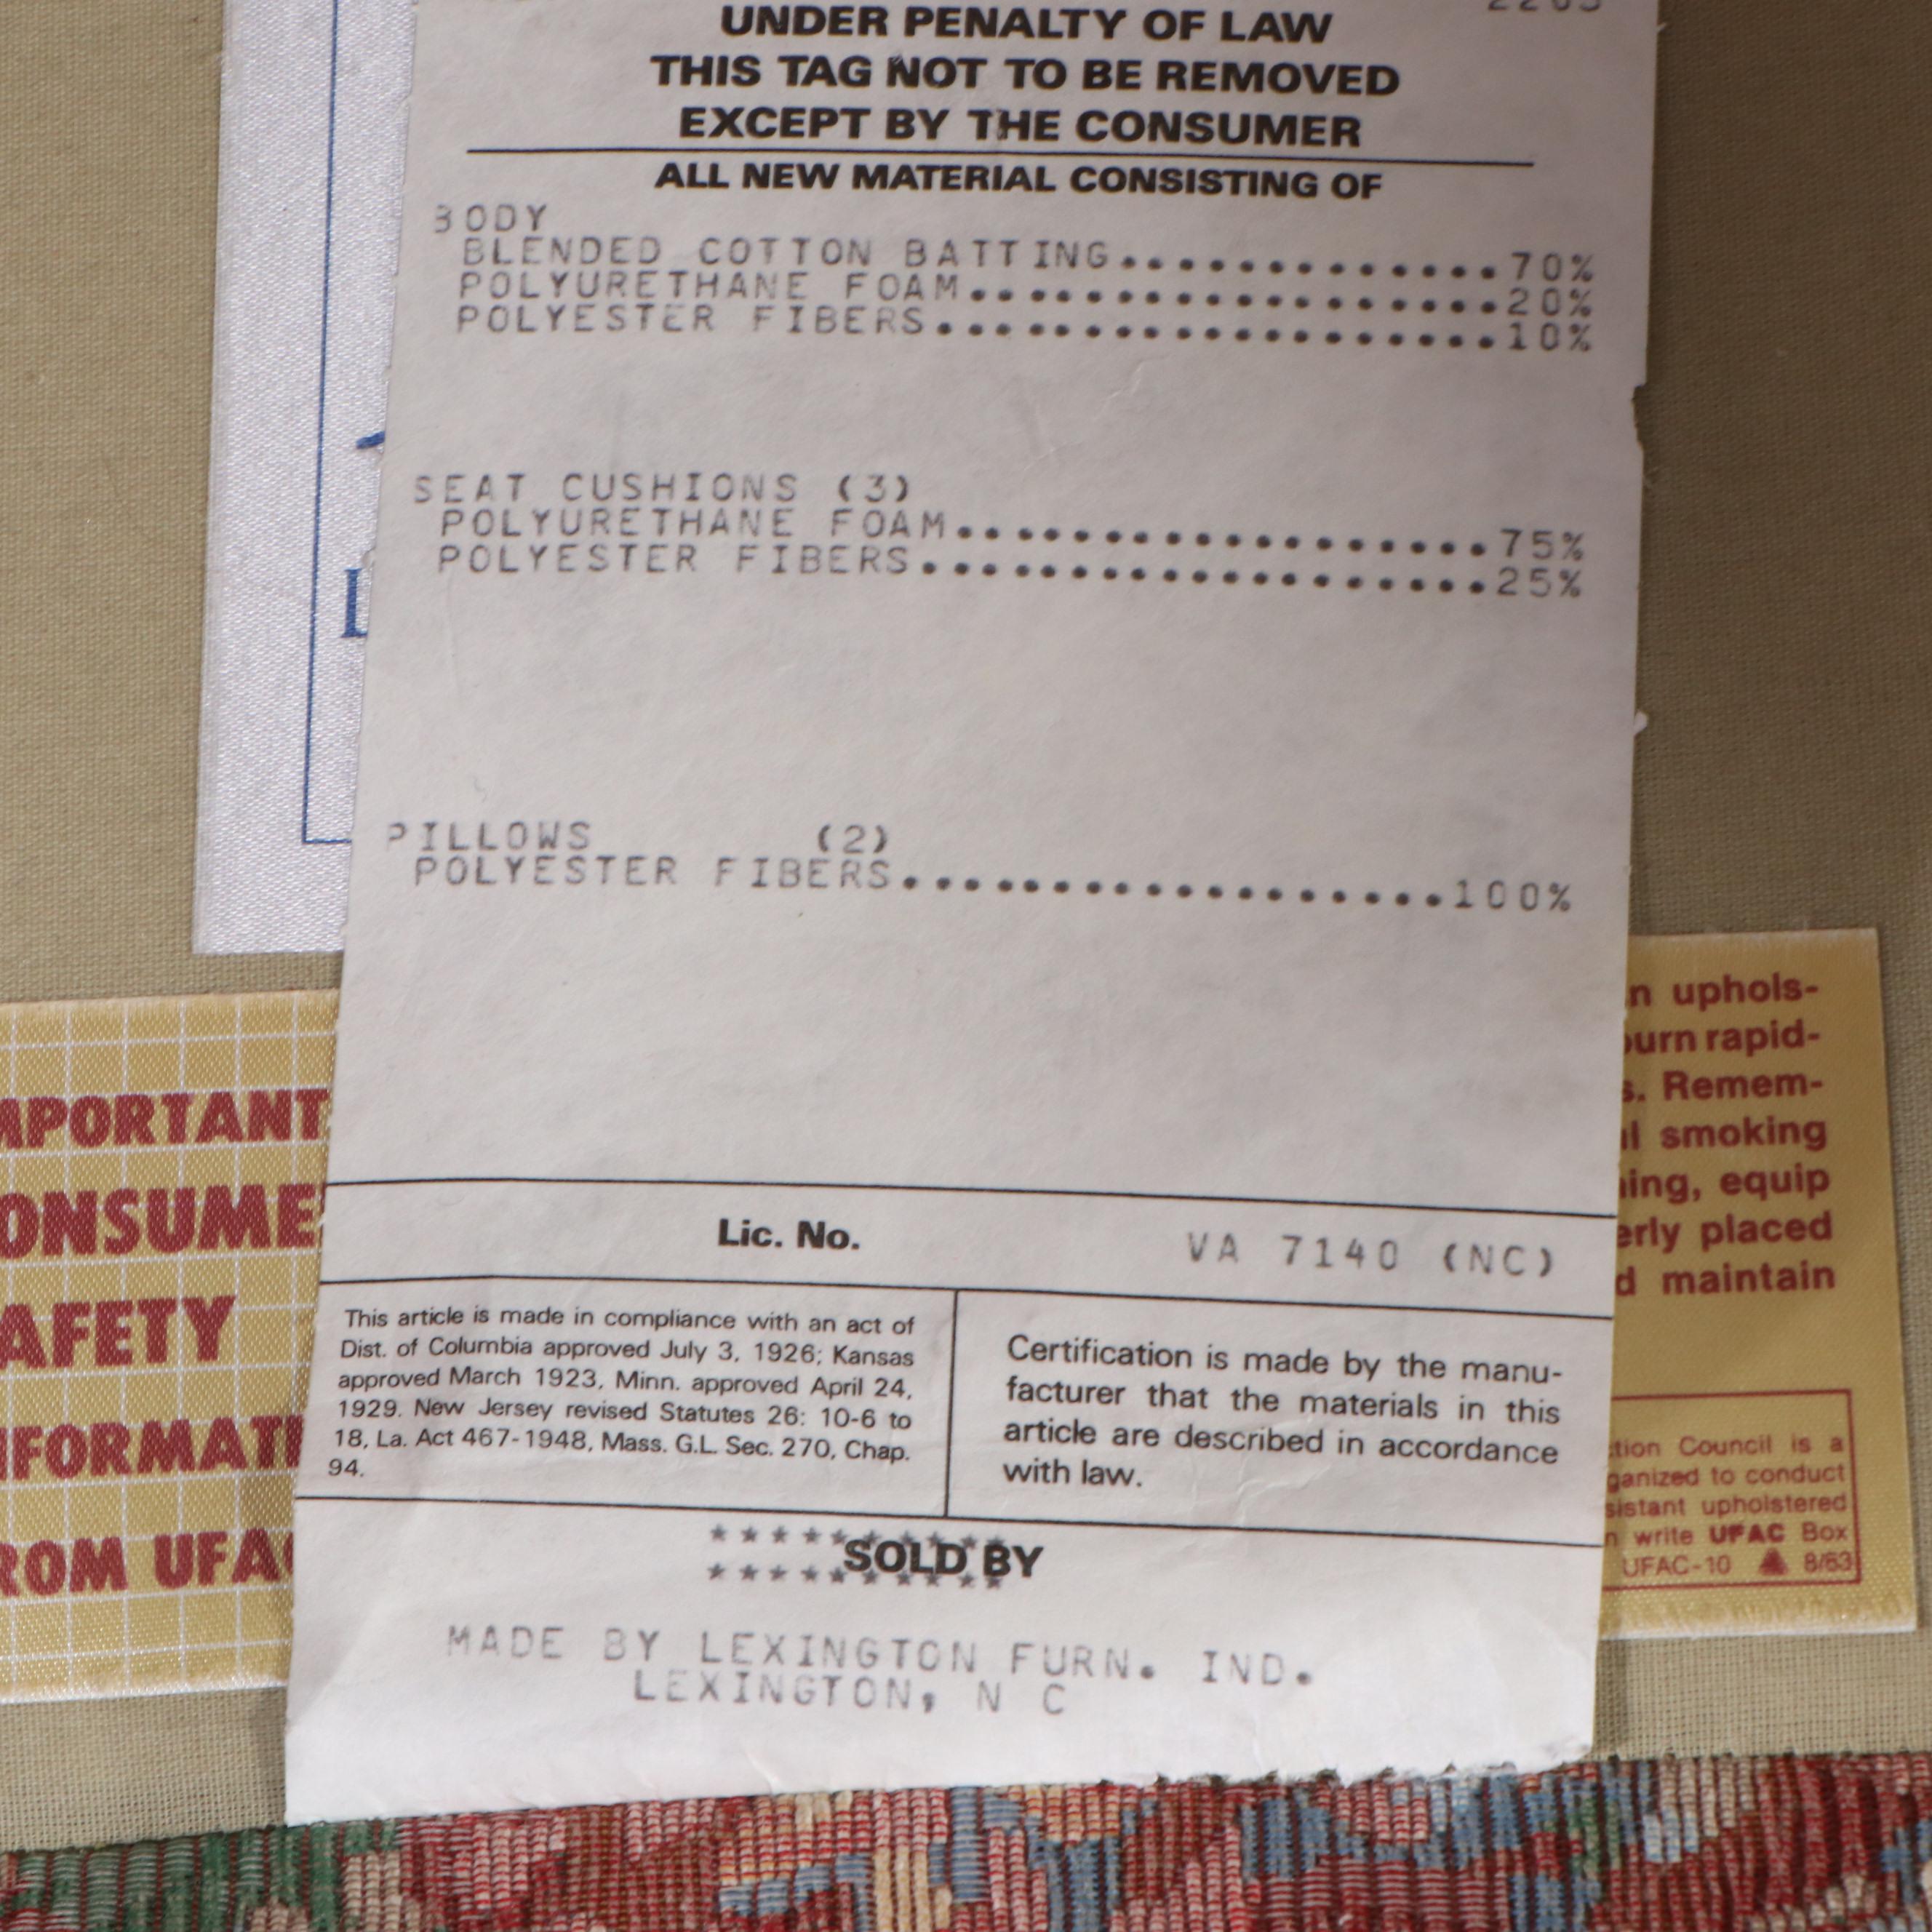 UNDER PENALTY OF LAW
THIS TAG NOT TO BE REMOVED
EXCEPT BY THE CONSUMER
ALL NEW MATERIAL CONSISTING OF
BODY
BLENDED COTTON BATTING.............70%
POLYURETHANE FOAM..................20%
POLYESTER FIBERS...................10%
SEAT CUSHIONS (3)
POLYURETHANE FOAM..................75%
POLYESTER FIBERS...................25%
PILLOWS (2)
POLYESTER FIBERS..................100%
Lic. No. VA 7140 (NC)
This article is made in compliance with an act of
Dist. of Columbia approved July 3, 1926; Kansas
approved March 1923, Minn. approved April 24,
1929. New Jersey revised Statutes 26: 10-6 to
18, La. Act 467-1948, Mass. G.L. Sec. 270, Chap.
94.
Certification is made by the manu-
facturer that the materials in this
article are described in accordance
with law.
**********
SOLD BY
**********
MADE BY LEXINGTON FURN. IND.
LEXINGTON, N C
MPORTANT
ONSUME
AFETY
FORMATI
ROM UFAC
n uphols-
burn rapid-
s. Remem-
smoking
ing, equip
erly placed
d maintain
tion Council is a
ganized to conduct
sistant upholstered
n write UFAC Box
UFAC-10 8/83